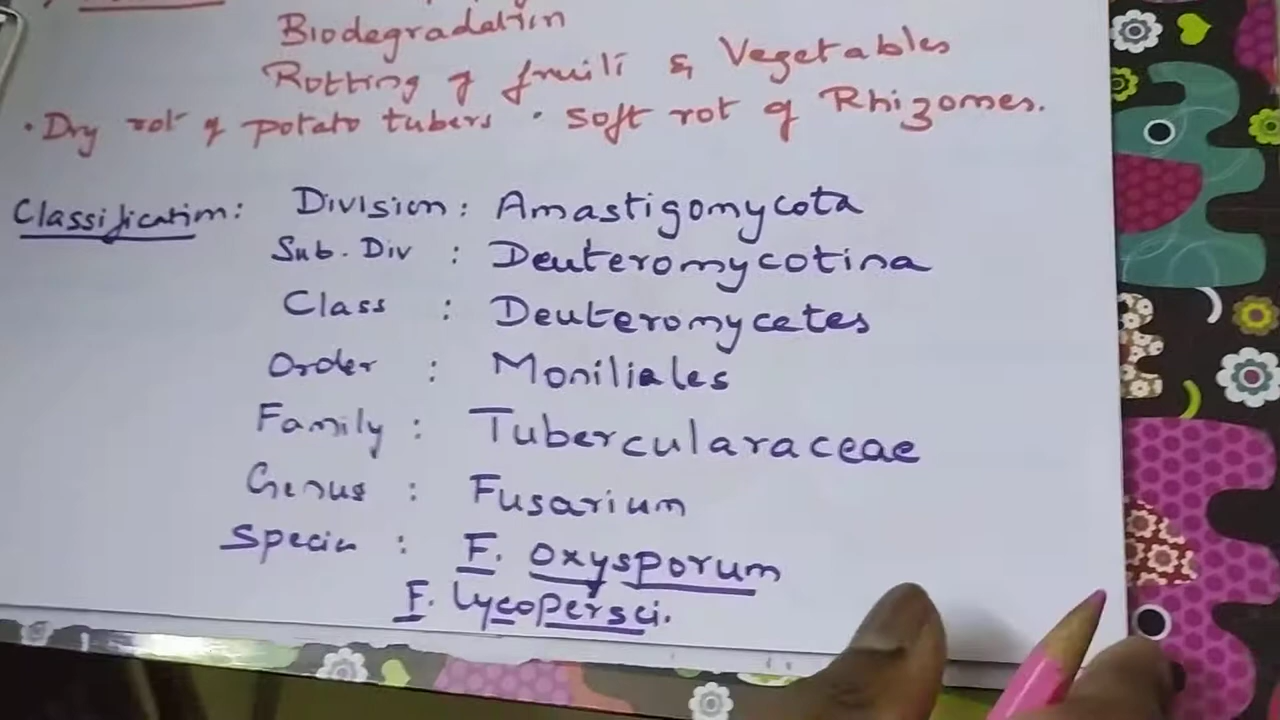 Biodegradation
Rotting of fruits & Vegetables
• Dry rot of potato tubers • Soft rot of Rhizomes.
Classification: Division: Amastigomycota
Sub. Div : Deuteromycotina
Class : Deuteromycetes
Order : Moniliales
Family : Tubercularaceae
Genus : Fusarium
Species : F. oxysporum
F. lycopersci.